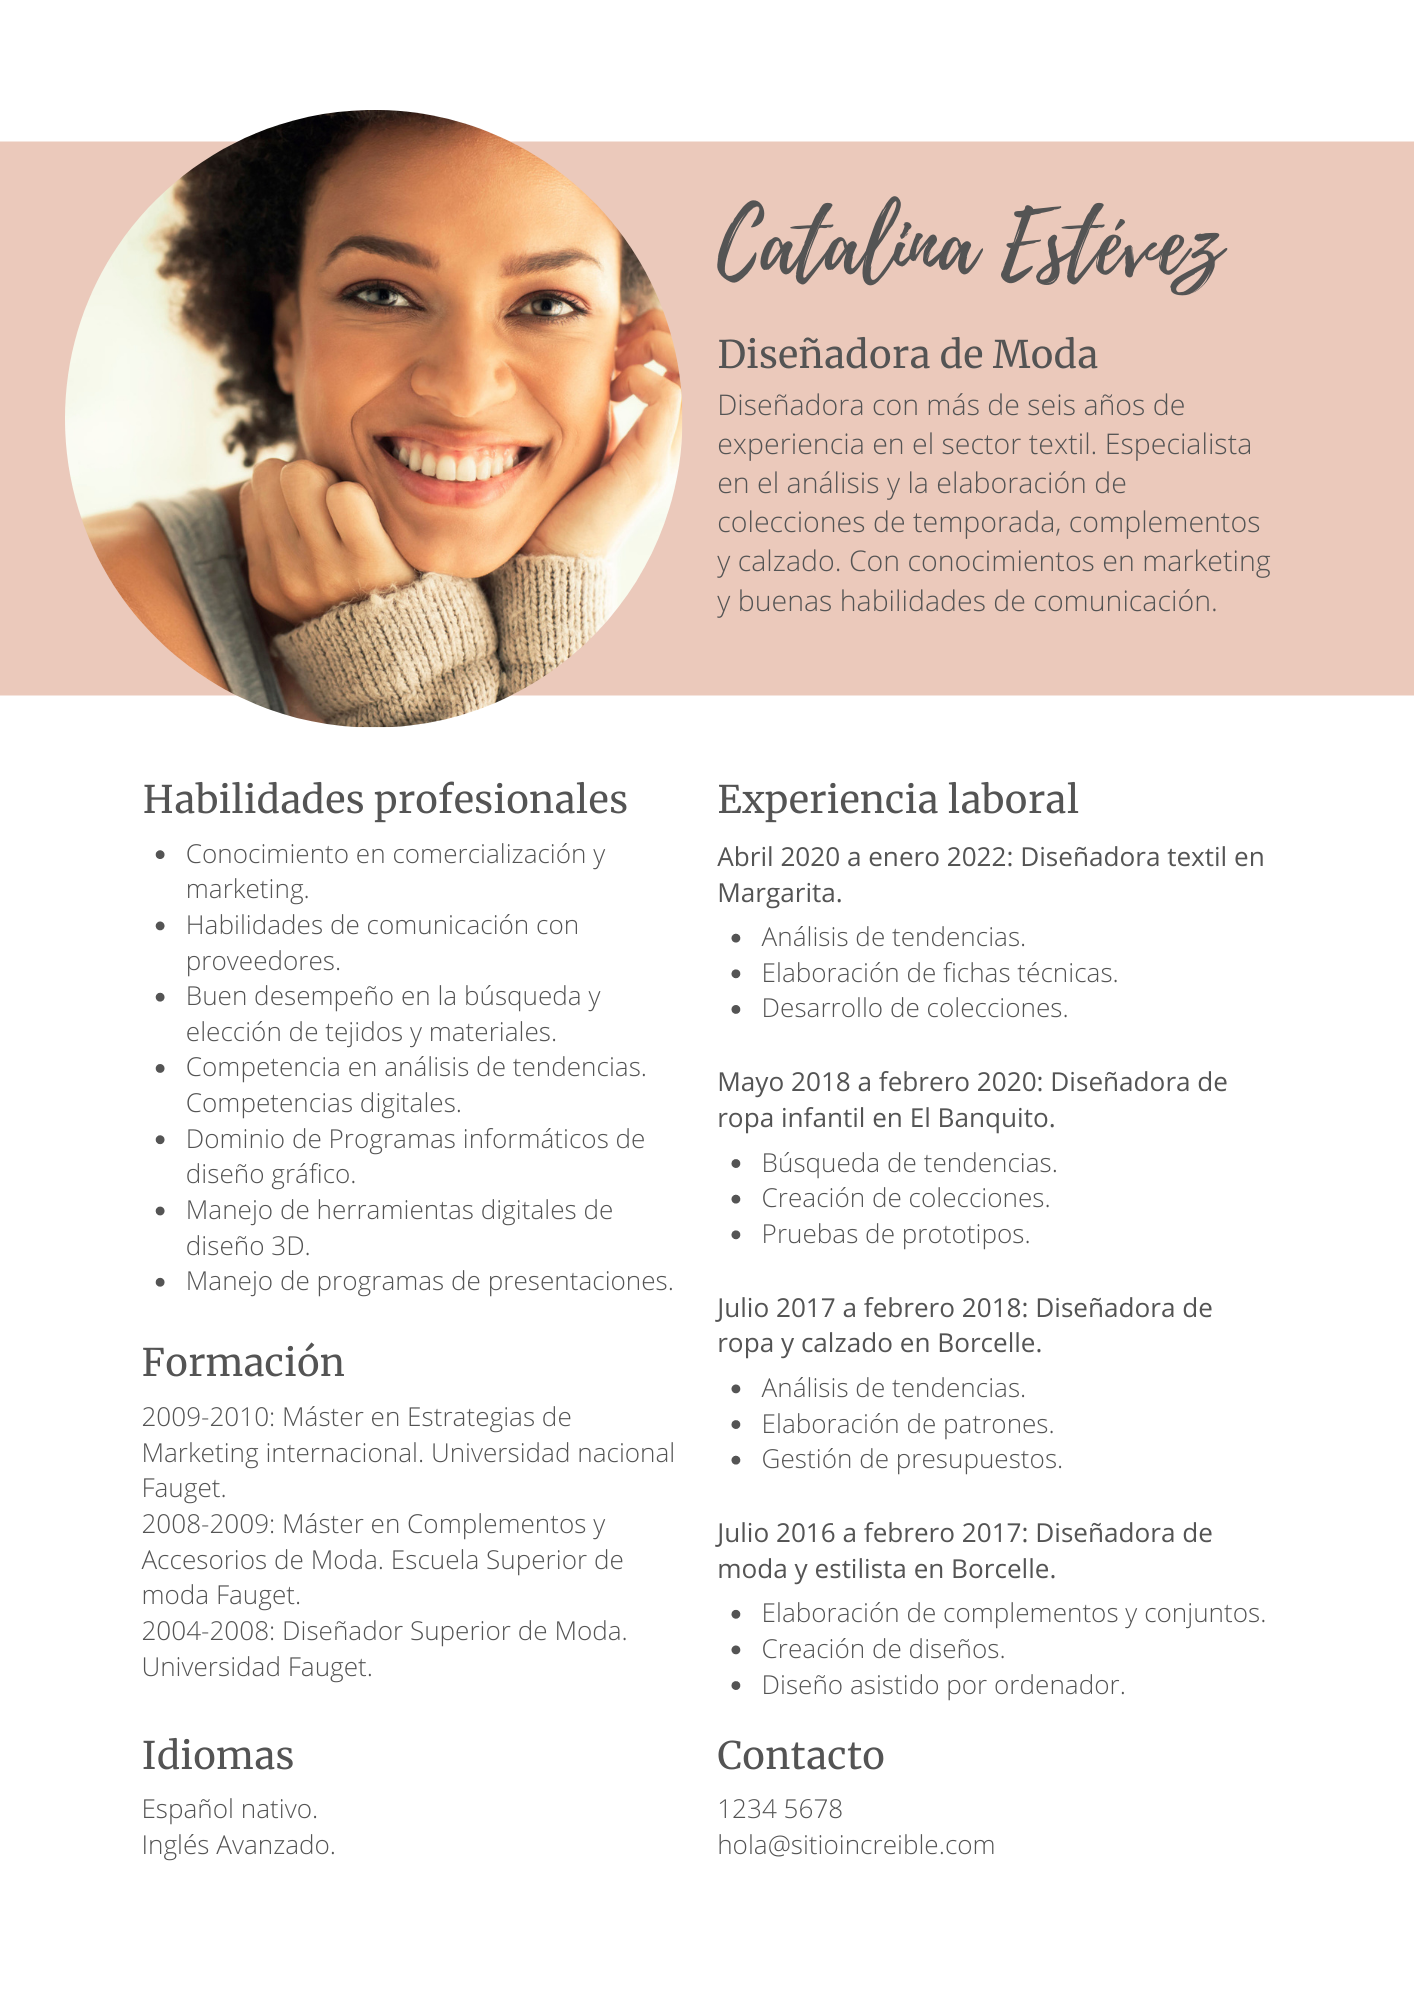 Catalina Estévez
Diseñadora de Moda
Diseñadora con más de seis años de
experiencia en el sector textil. Especialista
en el análisis y la elaboración de
colecciones de temporada, complementos
y calzado. Con conocimientos en marketing
y buenas habilidades de comunicación.
Habilidades profesionales
• Conocimiento en comercialización y
marketing.
• Habilidades de comunicación con
proveedores.
• Buen desempeño en la búsqueda y
elección de tejidos y materiales.
• Competencia en análisis de tendencias.
Competencias digitales.
• Dominio de Programas informáticos de
diseño gráfico.
• Manejo de herramientas digitales de
diseño 3D.
• Manejo de programas de presentaciones.
Formación
2009-2010: Máster en Estrategias de
Marketing internacional. Universidad nacional
Fauget.
2008-2009: Máster en Complementos y
Accesorios de Moda. Escuela Superior de
moda Fauget.
2004-2008: Diseñador Superior de Moda.
Universidad Fauget.
Idiomas
Español nativo.
Inglés Avanzado.
Experiencia laboral
Abril 2020 a enero 2022: Diseñadora textil en
Margarita.
• Análisis de tendencias.
• Elaboración de fichas técnicas.
• Desarrollo de colecciones.
Mayo 2018 a febrero 2020: Diseñadora de
ropa infantil en El Banquito.
• Búsqueda de tendencias.
• Creación de colecciones.
• Pruebas de prototipos.
Julio 2017 a febrero 2018: Diseñadora de
ropa y calzado en Borcelle.
• Análisis de tendencias.
• Elaboración de patrones.
• Gestión de presupuestos.
Julio 2016 a febrero 2017: Diseñadora de
moda y estilista en Borcelle.
• Elaboración de complementos y conjuntos.
• Creación de diseños.
• Diseño asistido por ordenador.
Contacto
1234 5678
hola@sitioincreible.com